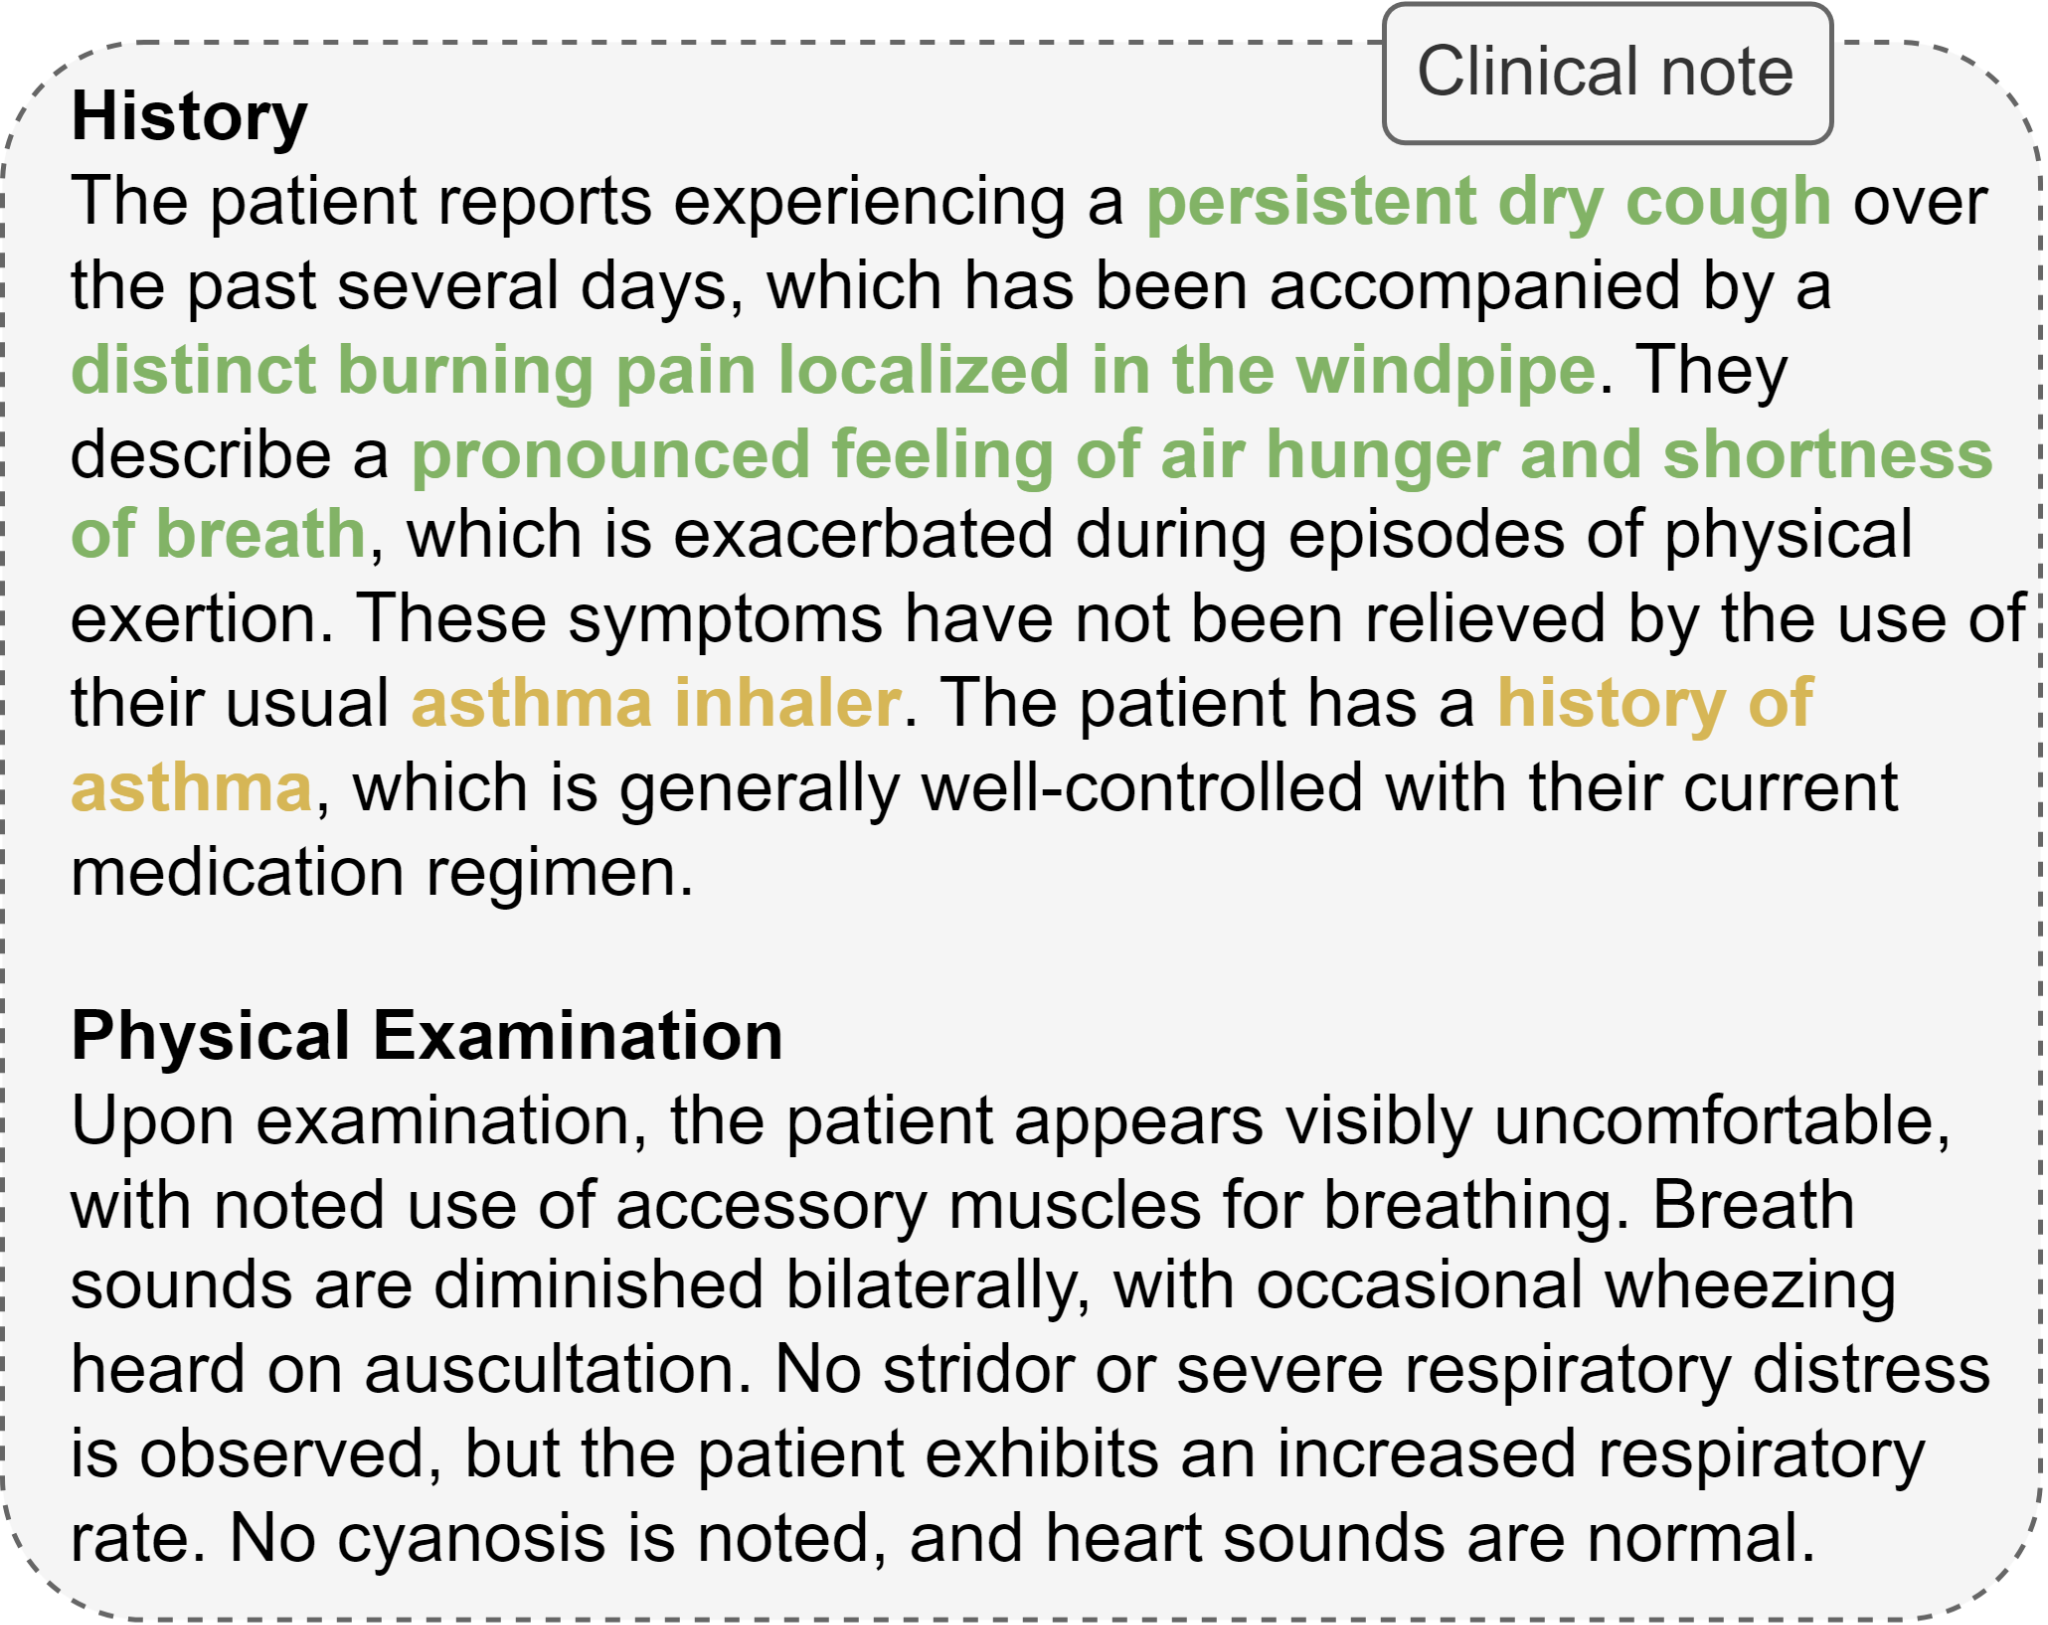 Clinical note
History
The patient reports experiencing a persistent dry cough over
the past several days, which has been accompanied by a
distinct burning pain localized in the windpipe. They
describe a pronounced feeling of air hunger and shortness
of breath, which is exacerbated during episodes of physical
exertion. These symptoms have not been relieved by the use of
their usual asthma inhaler. The patient has a history of
asthma, which is generally well-controlled with their current
medication regimen.
Physical Examination
Upon examination, the patient appears visibly uncomfortable,
with noted use of accessory muscles for breathing. Breath
sounds are diminished bilaterally, with occasional wheezing
heard on auscultation. No stridor or severe respiratory distress
is observed, but the patient exhibits an increased respiratory
rate. No cyanosis is noted, and heart sounds are normal.